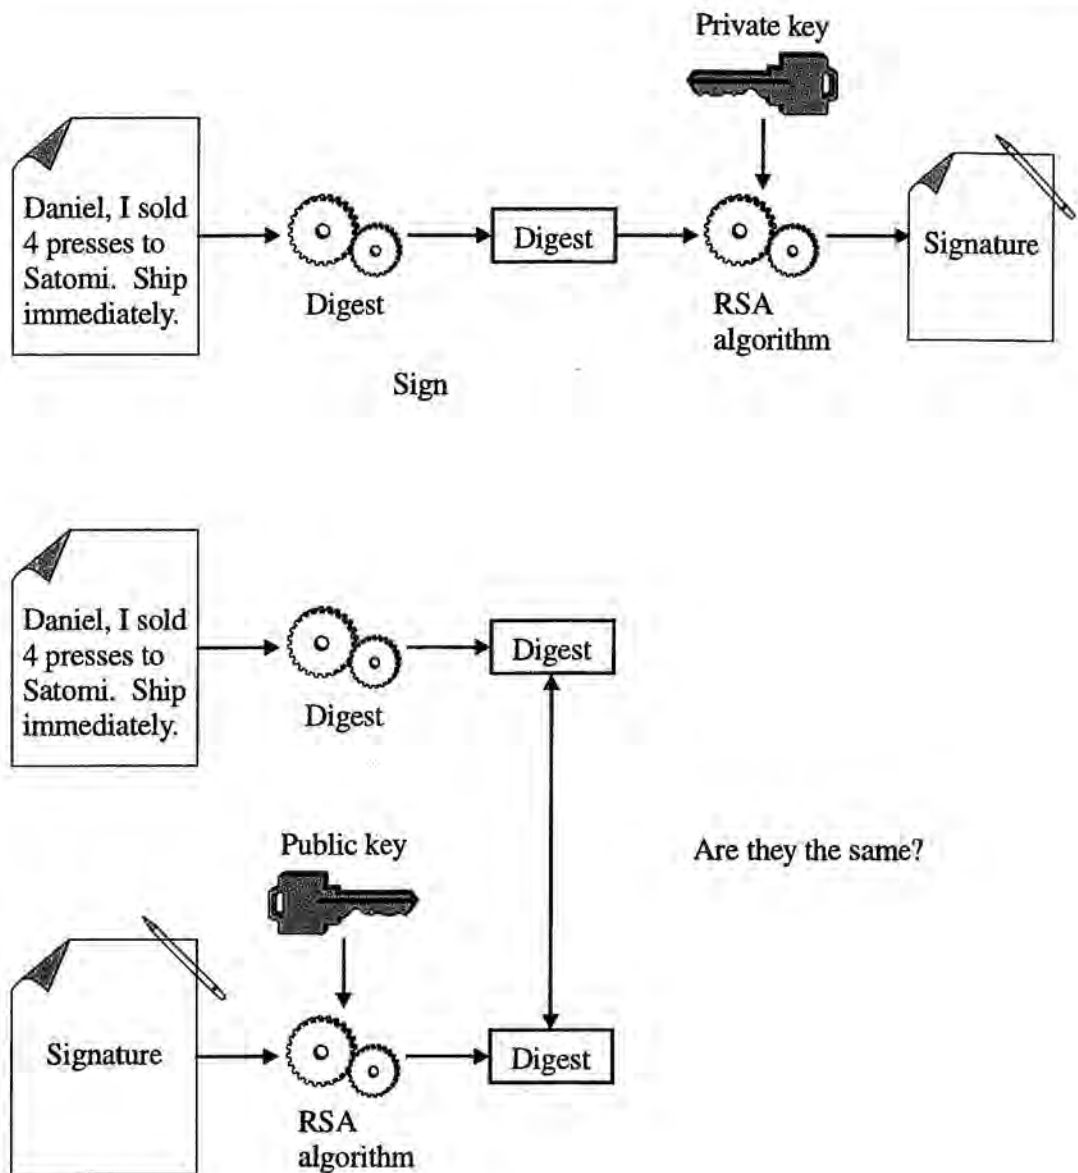 Private key
Daniel, I sold
4 presses to
Satomi. Ship
immediately.
Digest
Digest
RSA
algorithm
Signature
Sign
Daniel, I sold
4 presses to
Satomi. Ship
immediately.
Digest
Digest
Are they the same?
Public key
Signature
RSA
algorithm
Digest